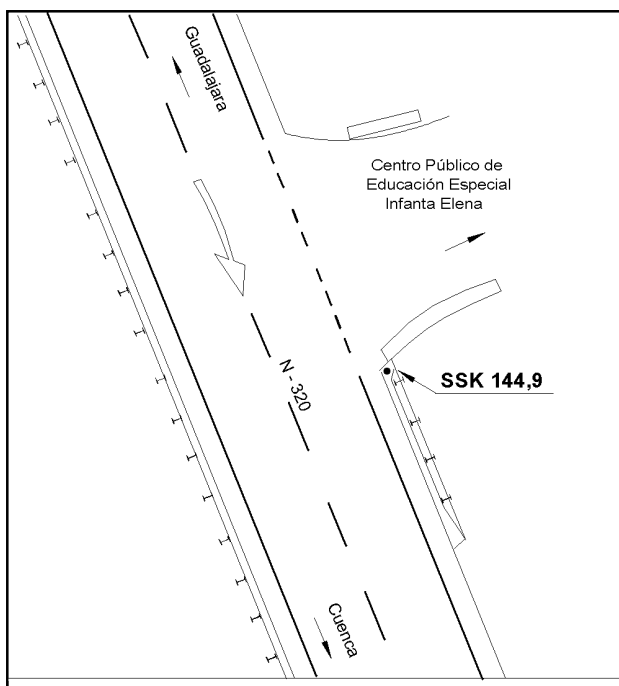 Guadalajara
Centro Público de
Educación Especial
Infanta Elena
N - 320
SSK 144,9
Cuenca